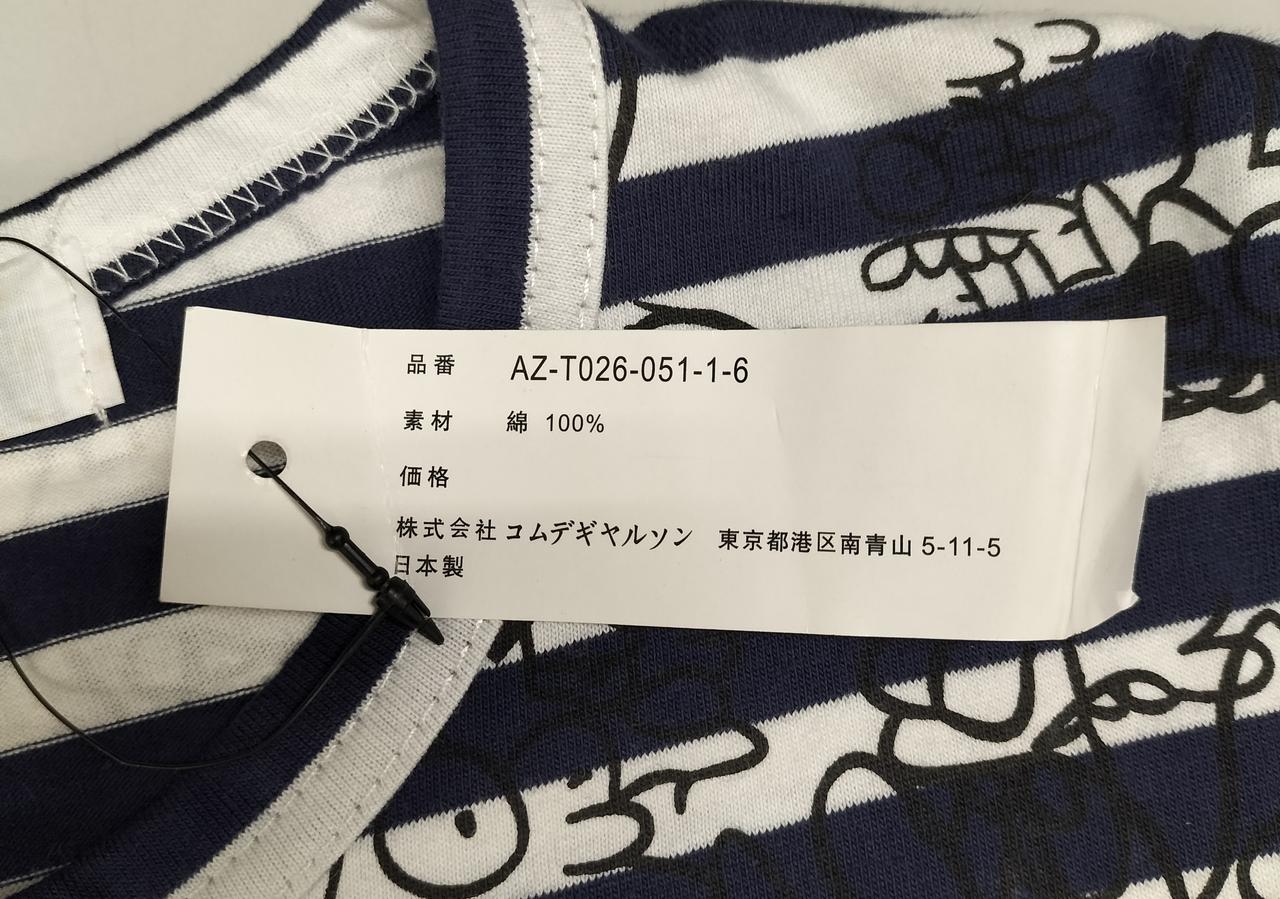 品番 AZ-T026-051-1-6
素材 綿 100%
価格
株式会社 コムデギヤルソン 東京都港区南青山 5-11-5
日本製